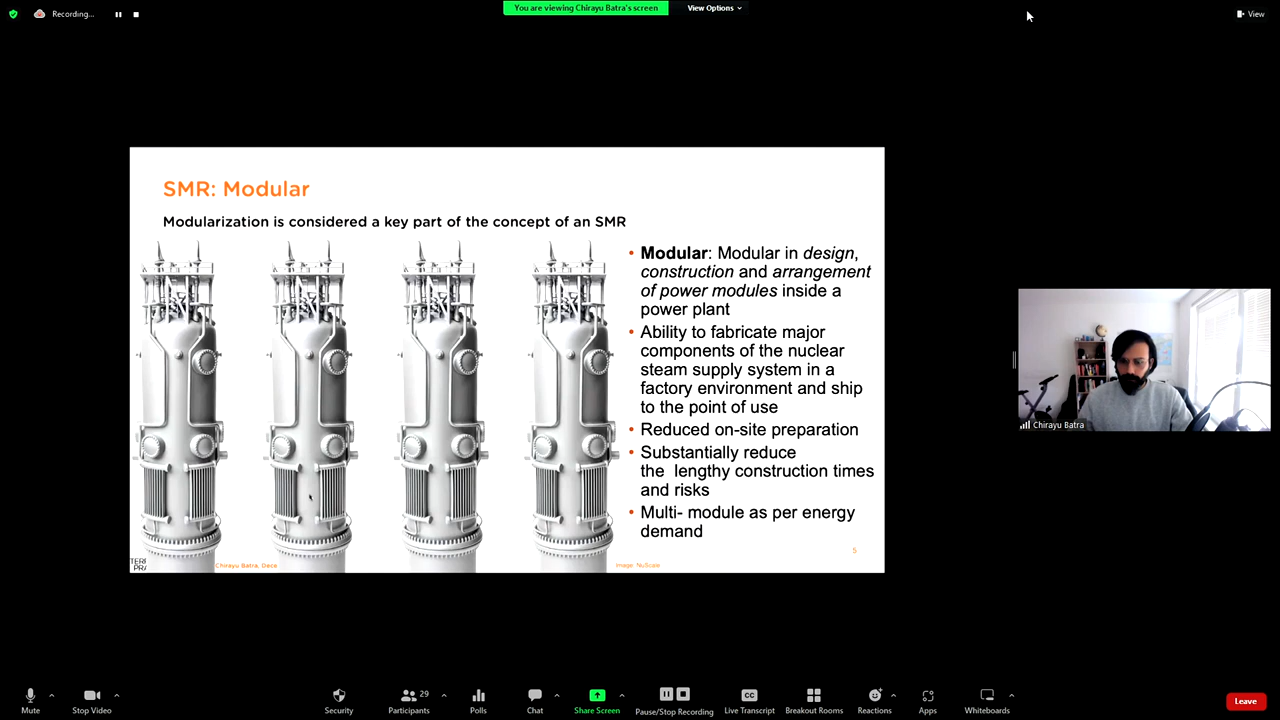 Recording...
You are viewing Chirayu Batra's screen
View Options
View
SMR: Modular
Modularization is considered a key part of the concept of an SMR
• Modular: Modular in design,
construction and arrangement
of power modules inside a
power plant
• Ability to fabricate major
components of the nuclear
steam supply system in a
factory environment and ship
to the point of use
• Reduced on-site preparation
• Substantially reduce
the lengthy construction times
and risks
• Multi- module as per energy
demand
5
Chirayu Batra, Dece
Image: NuScale
Chirayu Batra
Mute
Stop Video
Security
Participants
29
Polls
Chat
Share Screen
Pause/Stop Recording
CC
Live Transcript
Breakout Rooms
Reactions
Apps
Whiteboards
Leave